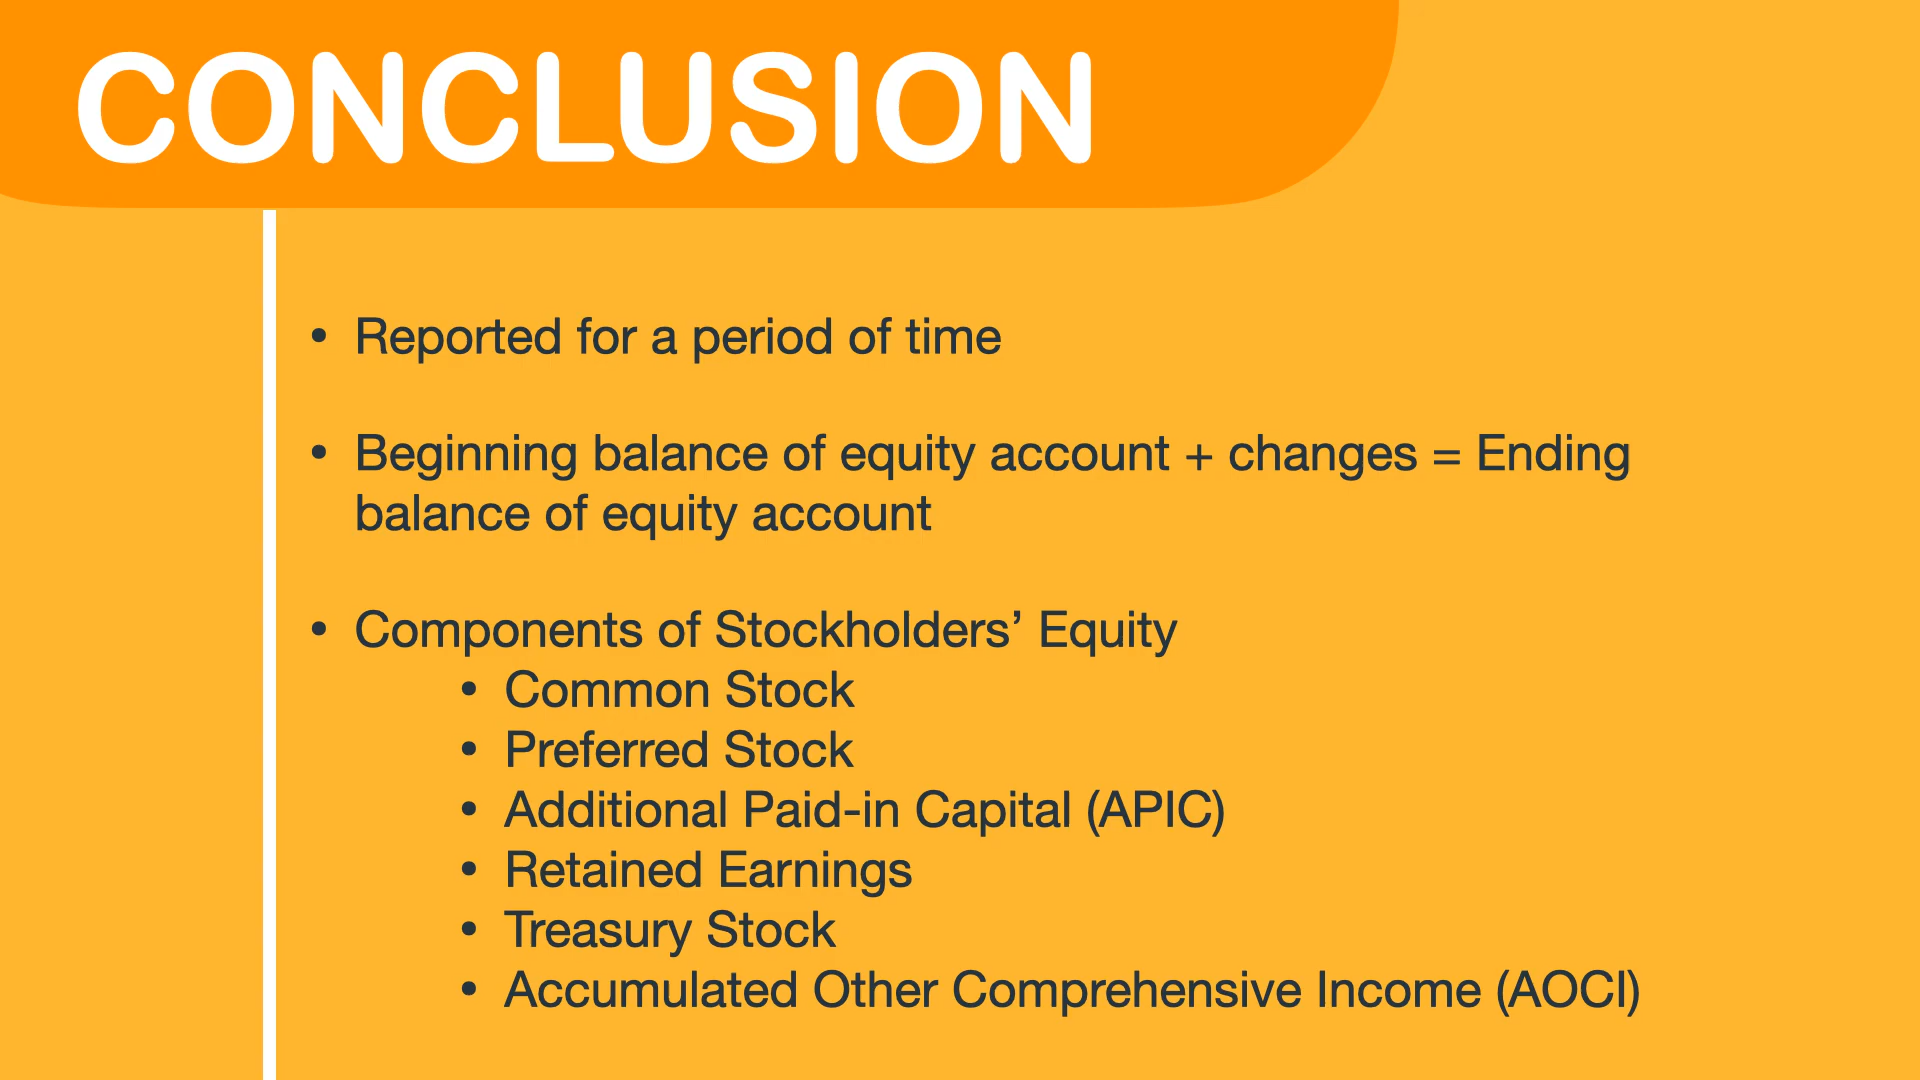 CONCLUSION
• Reported for a period of time
• Beginning balance of equity account + changes = Ending
balance of equity account
• Components of Stockholders’ Equity
• Common Stock
• Preferred Stock
• Additional Paid-in Capital (APIC)
• Retained Earnings
• Treasury Stock
• Accumulated Other Comprehensive Income (AOCI)